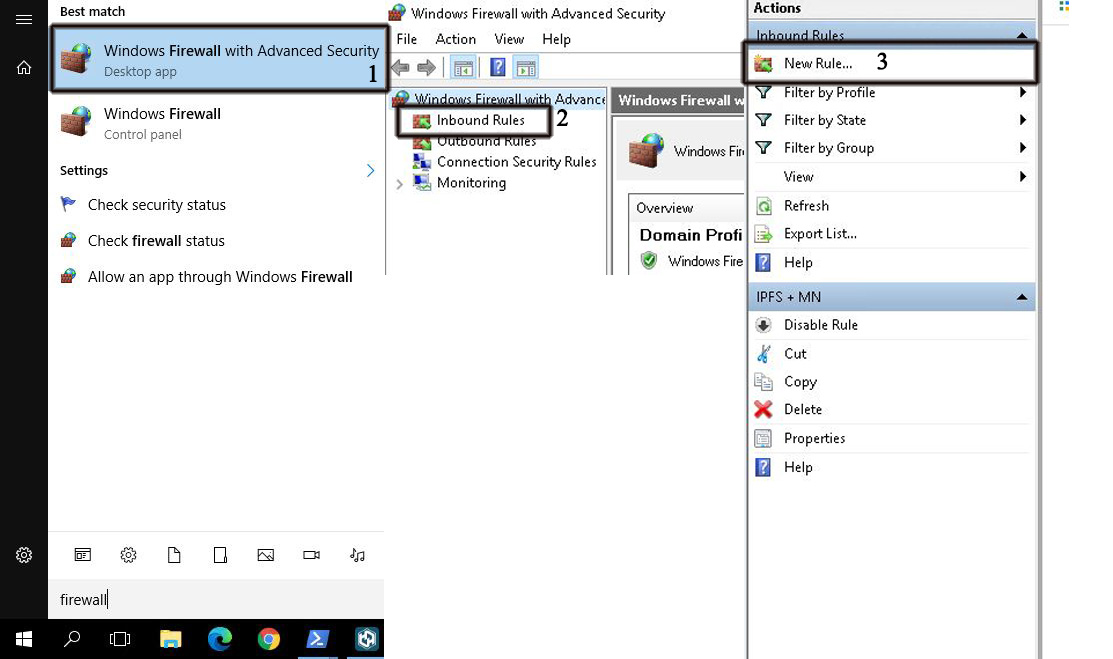 Best match
Windows Firewall with Advanced Security
Desktop app
1
Windows Firewall
Control panel
Settings
Check security status
Check firewall status
Allow an app through Windows Firewall
firewall
Windows Firewall with Advanced Security
File Action View Help
Windows Firewall with Advance
Inbound Rules
2
Outbound Rules
Connection Security Rules
Monitoring
Windows Firewall w
Windows Fire
Overview
Domain Profi
Windows Fire
Actions
Inbound Rules
New Rule...
3
Filter by Profile
Filter by State
Filter by Group
View
Refresh
Export List...
Help
IPFS + MN
Disable Rule
Cut
Copy
Delete
Properties
Help